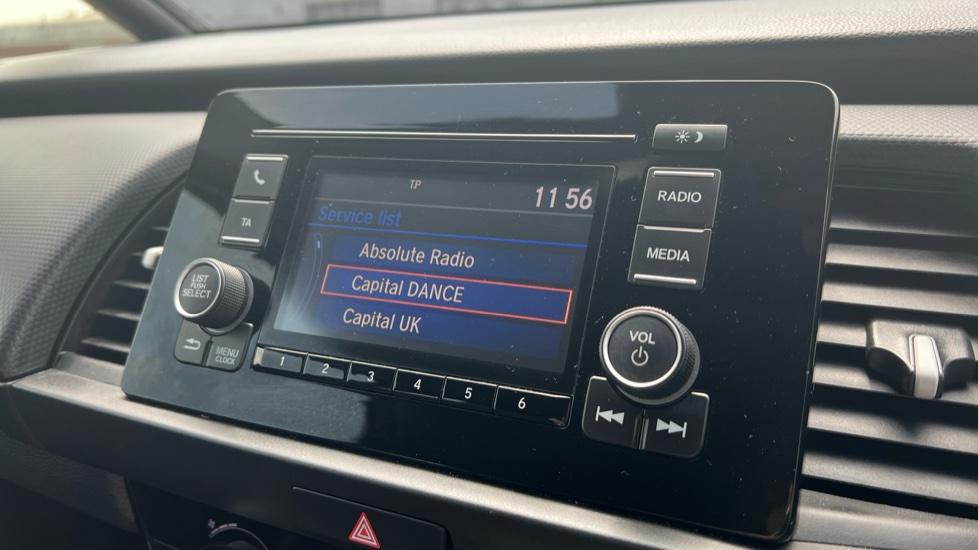 TP
11 56
Service list
Absolute Radio
Capital DANCE
Capital UK
TA
LIST
PUSH
SELECT
MENU
CLOCK
1 2 3 4 5 6
RADIO
MEDIA
VOL